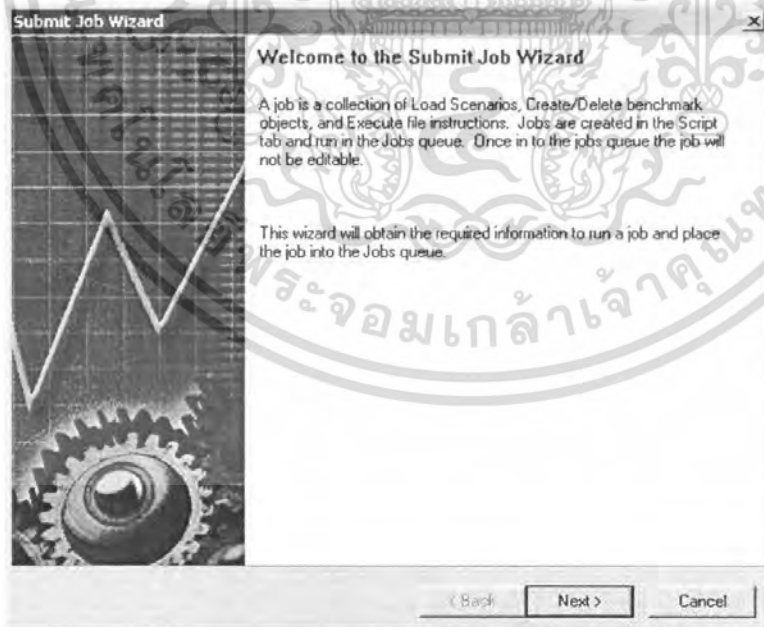 Submit Job Wizard
Welcome to the Submit Job Wizard
A job is a collection of Load Scenarios, Create/Delete benchmark
objects, and Execute file instructions. Jobs are created in the Script
tab and run in the Jobs queue. Once in to the jobs queue the job will
not be editable.
This wizard will obtain the required information to run a job and place
the job into the Jobs queue.
พระจอมเกล้าเจ้าคุณ
< Back
Next >
Cancel